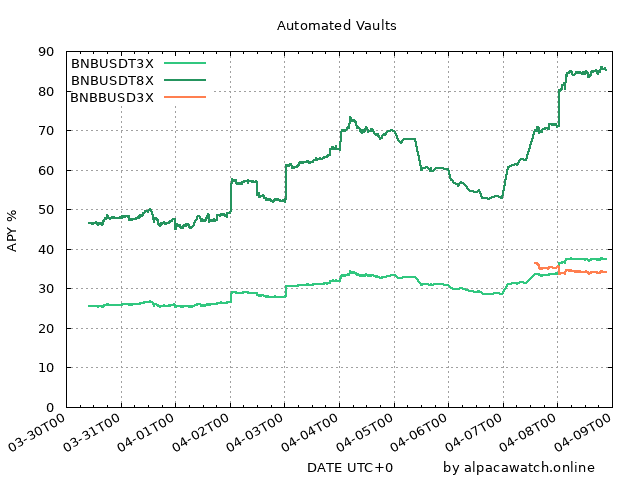 Automated Vaults
BNBUSDT3X
BNBUSDT8X
BNBBUSD3X
APY %
90
80
70
60
50
40
30
20
10
0
03-30T00
03-31T00
04-01T00
04-02T00
04-03T00
04-04T00
04-05T00
04-06T00
04-07T00
04-08T00
04-09T00
DATE UTC+0
by alpacawatch.online